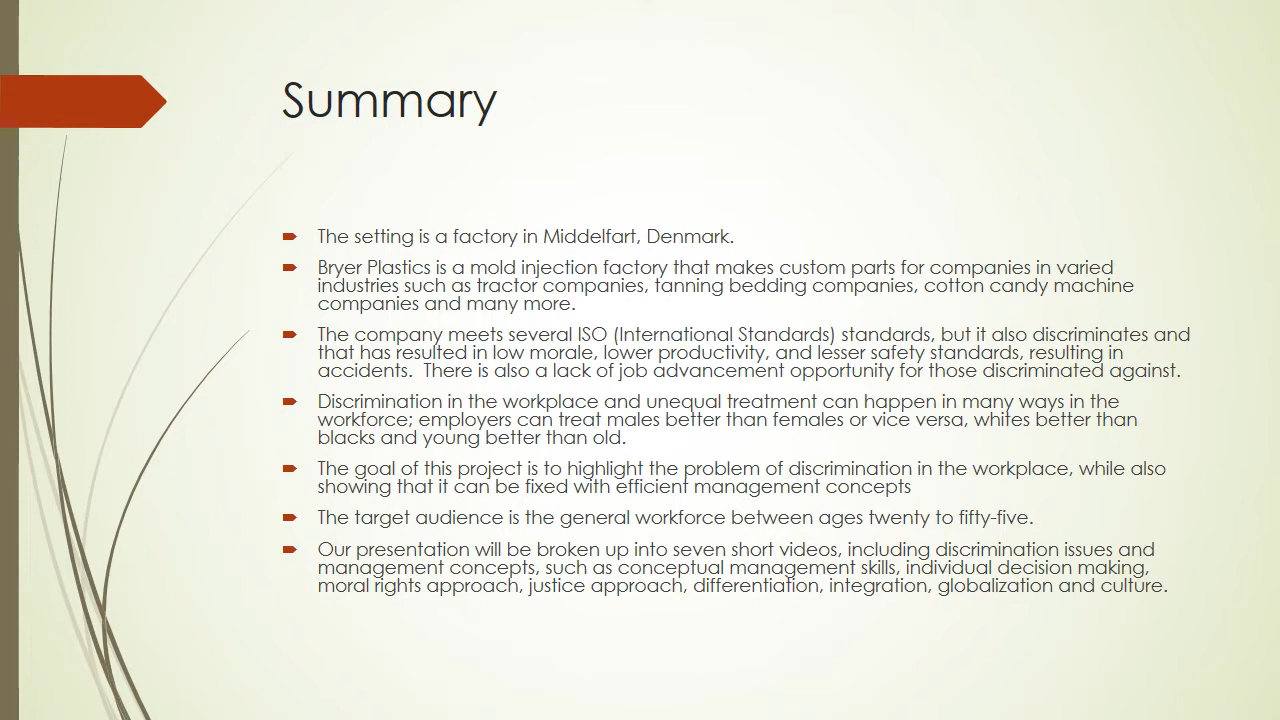 Summary
The setting is a factory in Middelfart, Denmark.
Bryer Plastics is a mold injection factory that makes custom parts for companies in varied
industries such as tractor companies, tanning bedding companies, cotton candy machine
companies and many more.
The company meets several ISO (International Standards) standards, but it also discriminates and
that has resulted in low morale, lower productivity, and lesser safety standards, resulting in
accidents.  There is also a lack of job advancement opportunity for those discriminated against.
Discrimination in the workplace and unequal treatment can happen in many ways in the
workforce; employers can treat males better than females or vice versa, whites better than
blacks and young better than old.
The goal of this project is to highlight the problem of discrimination in the workplace, while also
showing that it can be fixed with efficient management concepts
The target audience is the general workforce between ages twenty to fifty-five.
Our presentation will be broken up into seven short videos, including discrimination issues and
management concepts, such as conceptual management skills, individual decision making,
moral rights approach, justice approach, differentiation, integration, globalization and culture.